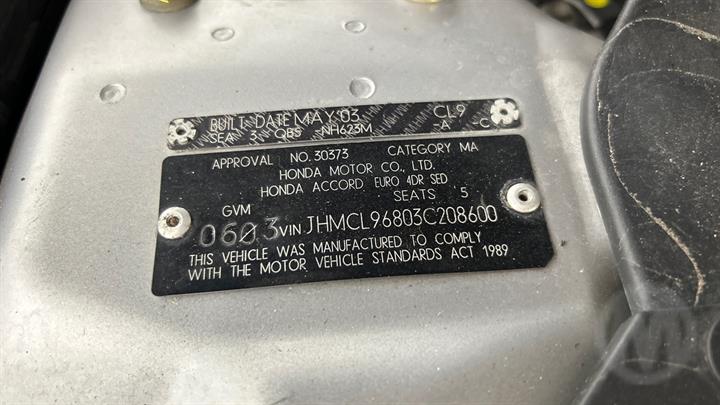 BUILT DATE MAY 03 CL9
SEA 3 QBS NH623M -A C
APPROVAL NO. 30373 CATEGORY MA
HONDA MOTOR CO., LTD.
HONDA ACCORD EURO 4DR SED
SEATS 5
GVM
0603 VIN JHMCL96803C208600
THIS VEHICLE WAS MANUFACTURED TO COMPLY
WITH THE MOTOR VEHICLE STANDARDS ACT 1989